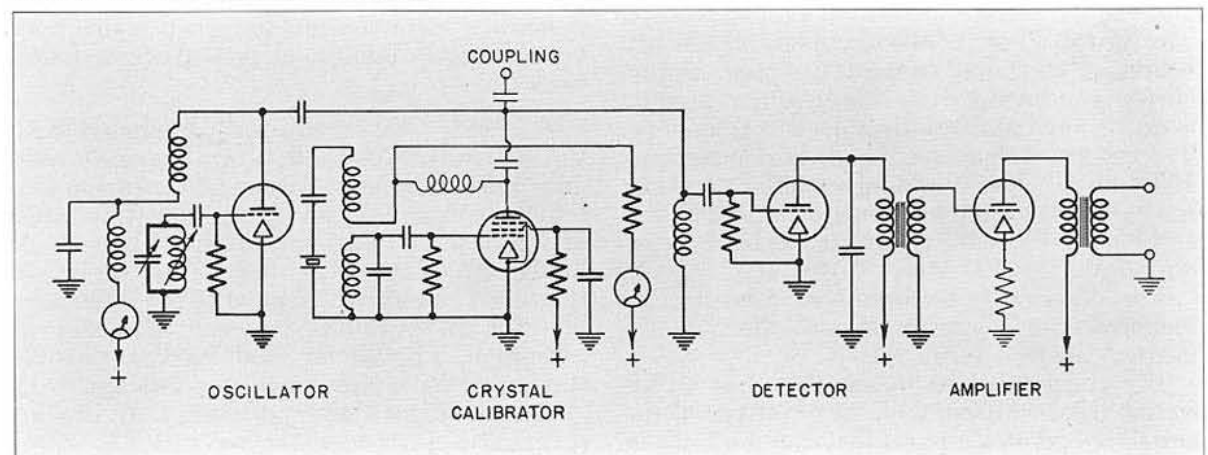 COUPLING
+
+
+
+
+
OSCILLATOR
CRYSTAL
CALIBRATOR
DETECTOR
AMPLIFIER